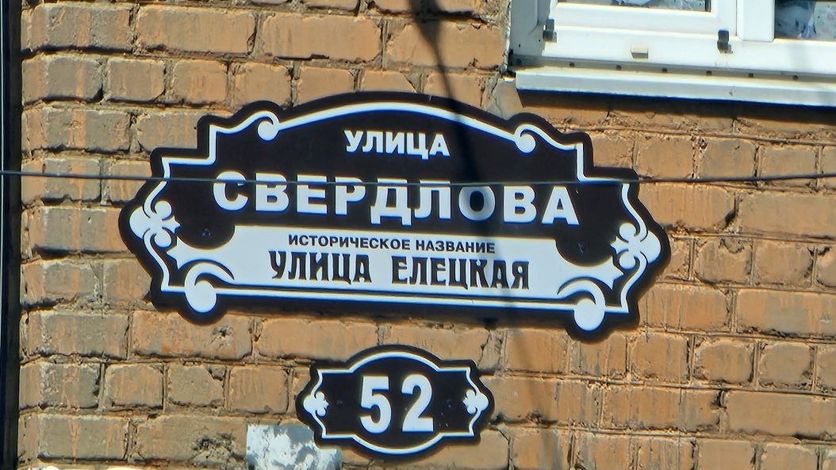 УЛИЦА
СВЕРДЛОВА
ИСТОРИЧЕСКОЕ НАЗВАНИЕ
УЛИЦА ЕЛЕЦКАЯ
52